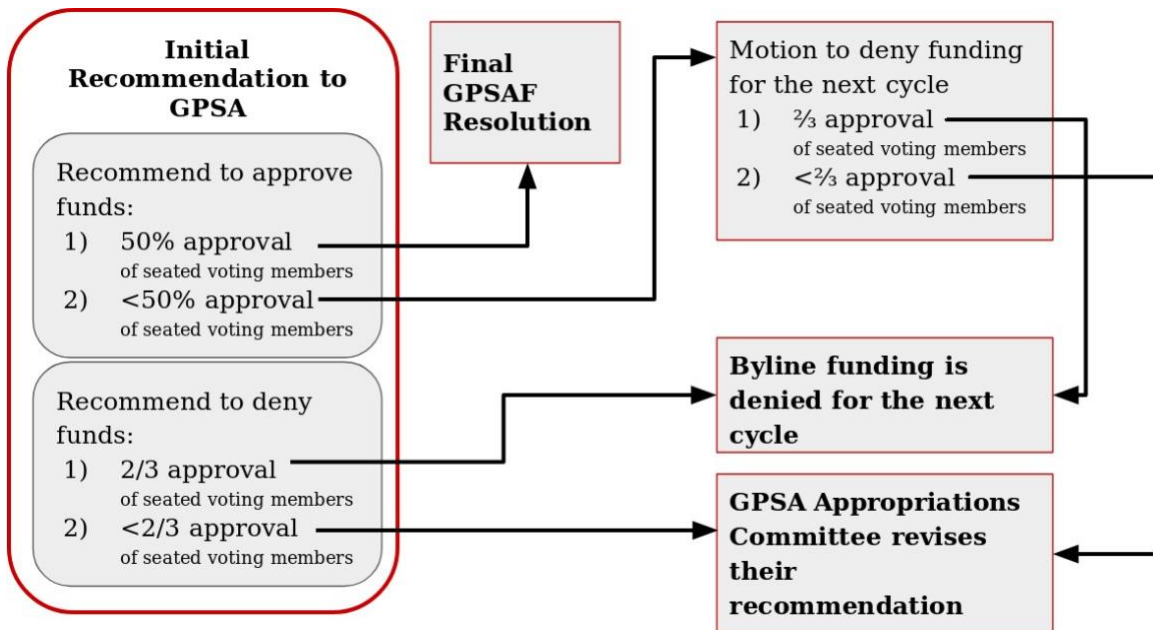 Initial
Recommendation to
GPSA
Recommend to approve
funds:
1) 50% approval
of seated voting members
2) <50% approval
of seated voting members
Recommend to deny
funds:
1) 2/3 approval
of seated voting members
2) <2/3 approval
of seated voting members
Final
GPSAF
Resolution
Motion to deny funding
for the next cycle
1) ⅔ approval
of seated voting members
2) <⅔ approval
of seated voting members
Byline funding is
denied for the next
cycle
GPSA Appropriations
Committee revises
their
recommendation